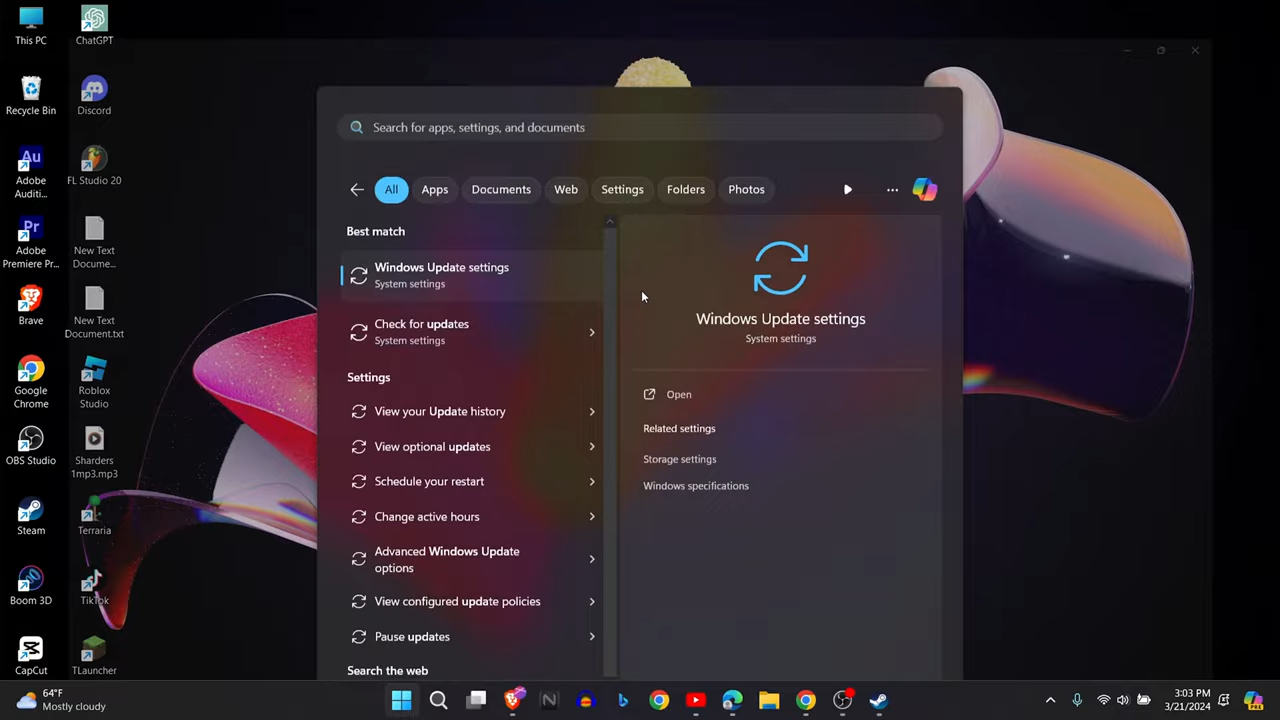 This PC
ChatGPT
Recycle Bin
Discord
Adobe
Auditi...
FL Studio 20
Adobe
Premiere Pr...
New Text
Docume...
Brave
New Text
Document.txt
Google
Chrome
Roblox
Studio
OBS Studio
Sharders
1mp3.mp3
Steam
Terraria
Boom 3D
TikTok
CapCut
TLauncher
Search for apps, settings, and documents
All
Apps
Documents
Web
Settings
Folders
Photos
Best match
Windows Update settings
System settings
Check for updates
System settings
Settings
View your Update history
View optional updates
Schedule your restart
Change active hours
Advanced Windows Update
options
View configured update policies
Pause updates
Search the web
Windows Update settings
System settings
Open
Related settings
Storage settings
Windows specifications
64°F
Mostly cloudy
3:03 PM
3/21/2024
PRE